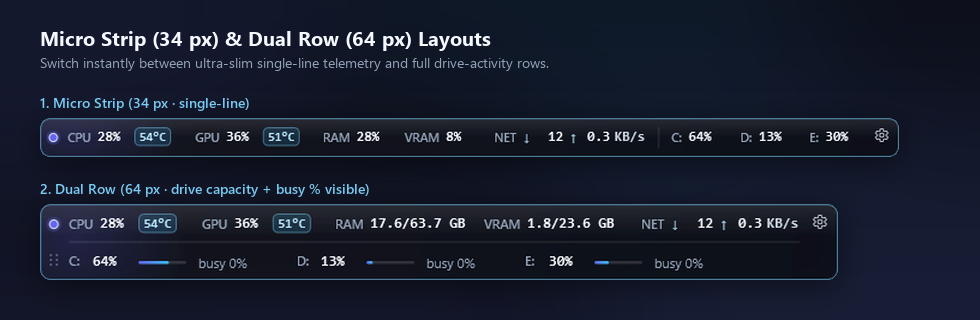 Micro Strip (34 px) & Dual Row (64 px) Layouts
Switch instantly between ultra-slim single-line telemetry and full drive-activity rows.
1. Micro Strip (34 px · single-line)
CPU 28% 54°C GPU 36% 51°C RAM 28% VRAM 8% NET ↓ 12 ↑ 0.3 KB/s C: 64% D: 13% E: 30%
2. Dual Row (64 px · drive capacity + busy % visible)
CPU 28% 54°C GPU 36% 51°C RAM 17.6/63.7 GB VRAM 1.8/23.6 GB NET ↓ 12 ↑ 0.3 KB/s
C: 64% busy 0% D: 13% busy 0% E: 30% busy 0%